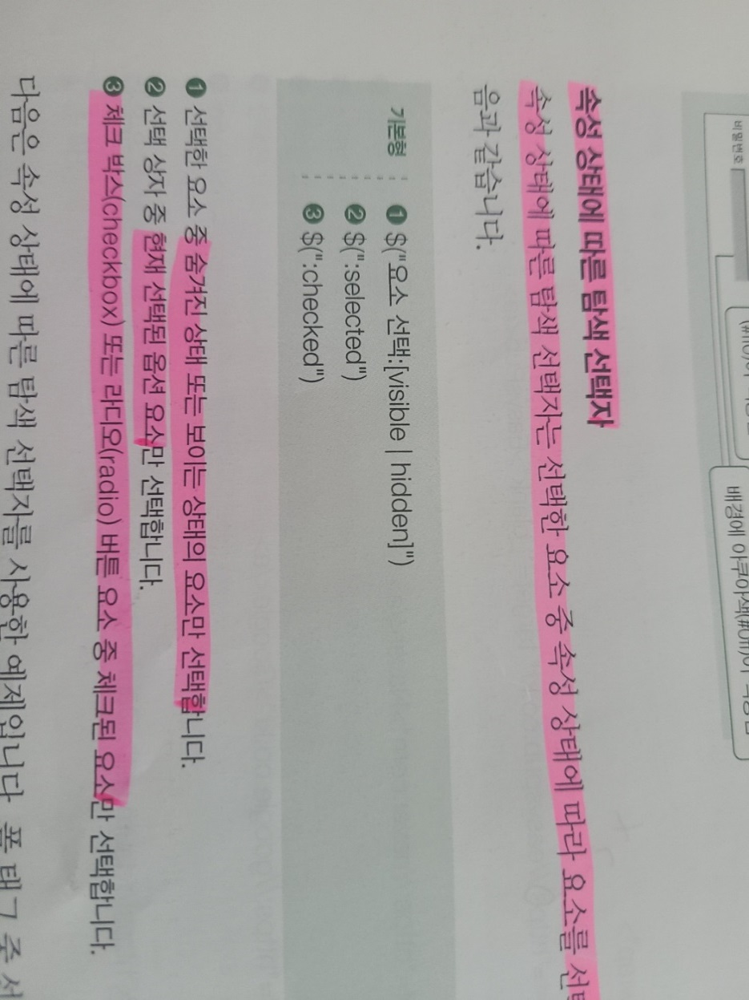 비밀번호
배경에 아쿠아색(#0ff)이
속성 상태에 따른 탐색 선택자
속성 상태에 따른 탐색 선택자는 선택한 요소 중 속성 상태에 따라 요소를
음과 같습니다.
기본형 ❶ $("요소 선택:[visible | hidden]")
❷ $(":selected")
❸ $(":checked")
❶ 선택한 요소 중 숨겨진 상태 또는 보이는 상태의 요소만 선택합니다.
❷ 선택 상자 중 현재 선택된 옵션 요소만 선택합니다.
❸ 체크 박스(checkbox) 또는 라디오(radio) 버튼 요소 중 체크된 요소만 선택합니다.
다음은 속성 상태에 따른 탐색 선택자를 사용한 예제입니다 폼 태그